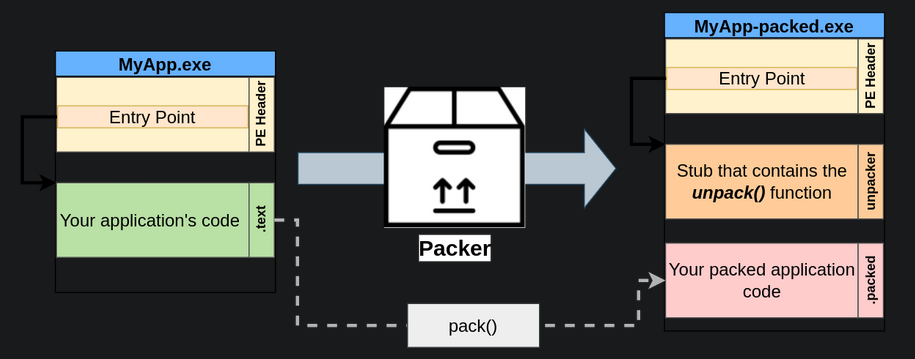 MyApp.exe
Entry Point
PE Header
Your application's code
.text
Packer
pack()
MyApp-packed.exe
Entry Point
PE Header
Stub that contains the
unpack() function
unpacker
Your packed application
code
.packed